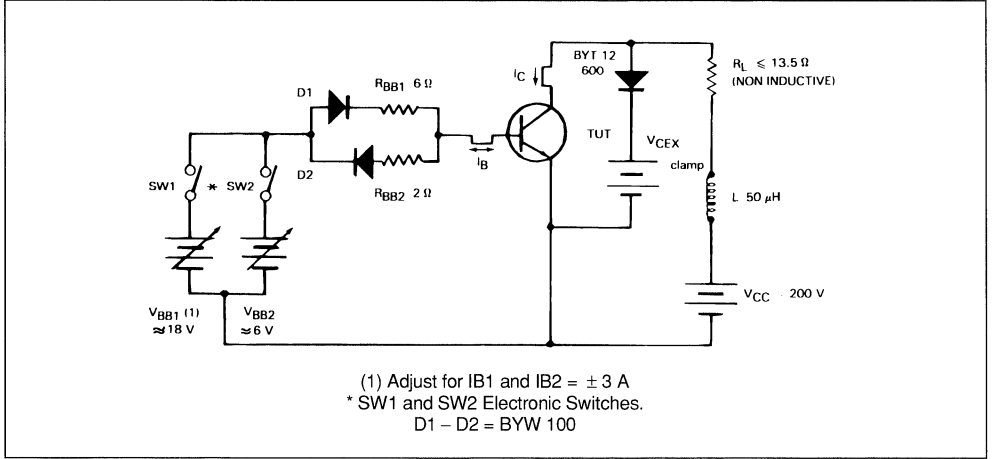 BYT 12
600
R_L ⩽ 13.5 Ω
(NON INDUCTIVE)
I_C
R_BB1 6 Ω
D1
TUT
V_CEX
clamp
I_B
D2
R_BB2 2 Ω
SW1 * SW2
L 50 μH
V_CC 200 V
V_BB1 (1)
≈18 V
V_BB2
≈6 V
(1) Adjust for IB1 and IB2 = ± 3 A
* SW1 and SW2 Electronic Switches.
D1 – D2 = BYW 100